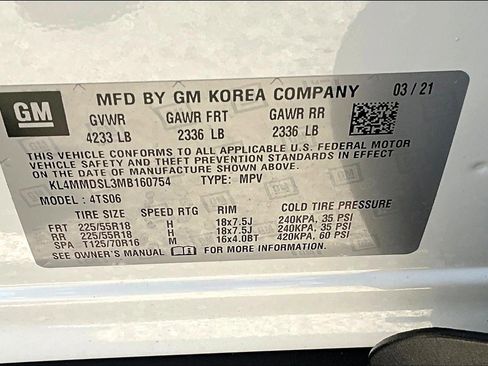 GM
MFD BY GM KOREA COMPANY 03 / 21
GVWR GAWR FRT GAWR RR
4233 LB 2336 LB 2336 LB
THIS VEHICLE CONFORMS TO ALL APPLICABLE U.S. FEDERAL MOTOR
VEHICLE SAFETY AND THEFT PREVENTION STANDARDS IN EFFECT ON
THE DATE OF MANUFACTURE SHOWN ABOVE.
KL4MMDSL3MB160754 TYPE: MPV
MODEL : 4TS06
TIRE SIZE SPEED RTG RIM COLD TIRE PRESSURE
FRT 225/55R18 H 18x7.5J 240KPA, 35 PSI
RR 225/55R18 H 18x7.5J 240KPA, 35 PSI
SPA T125/70R16 M 16x4.0BT 420KPA, 60 PSI
SEE OWNER'S MANUAL